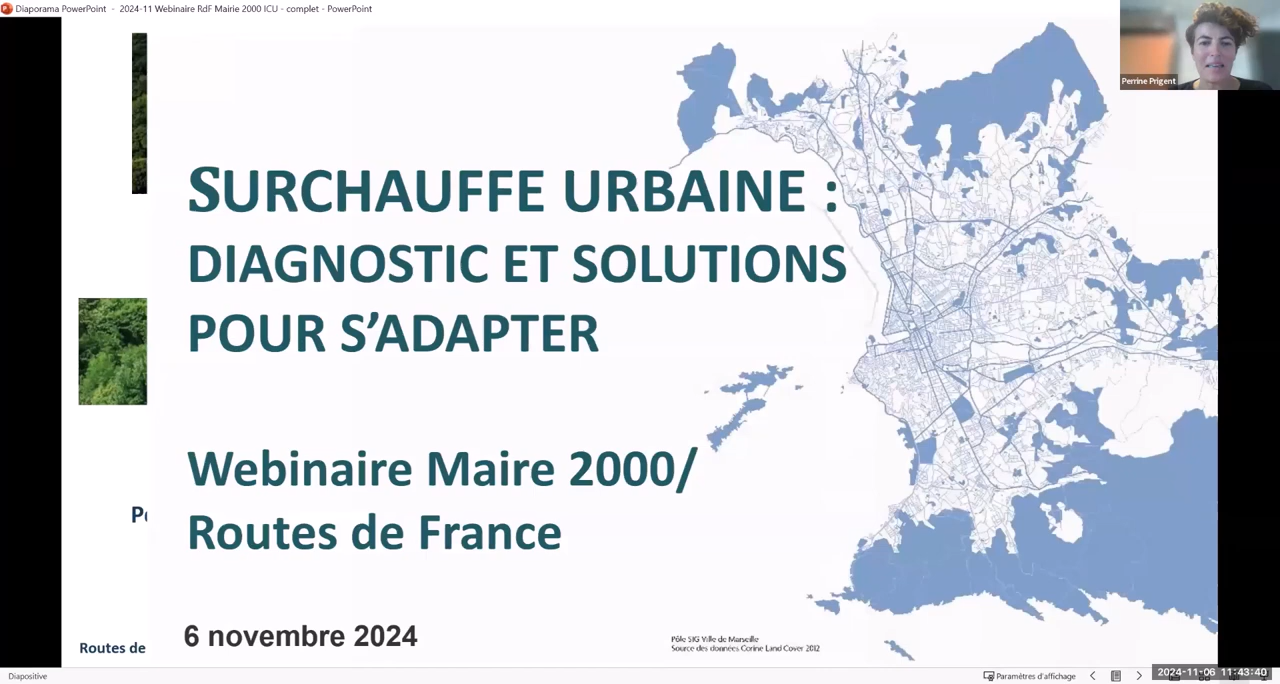 Diaporama PowerPoint - 2024-11 Webinaire RdF Mairie 2000 ICU - complet - PowerPoint
Perrine Prigent
SURCHAUFFE URBAINE :
DIAGNOSTIC ET SOLUTIONS
POUR S’ADAPTER
Webinaire Maire 2000/
Routes de France
6 novembre 2024
Routes de
Pôle SIG Ville de Marseille
Source des données Corine Land Cover 2012
Diapositive
Paramètres d'affichage
2024-11-06 11:43:40